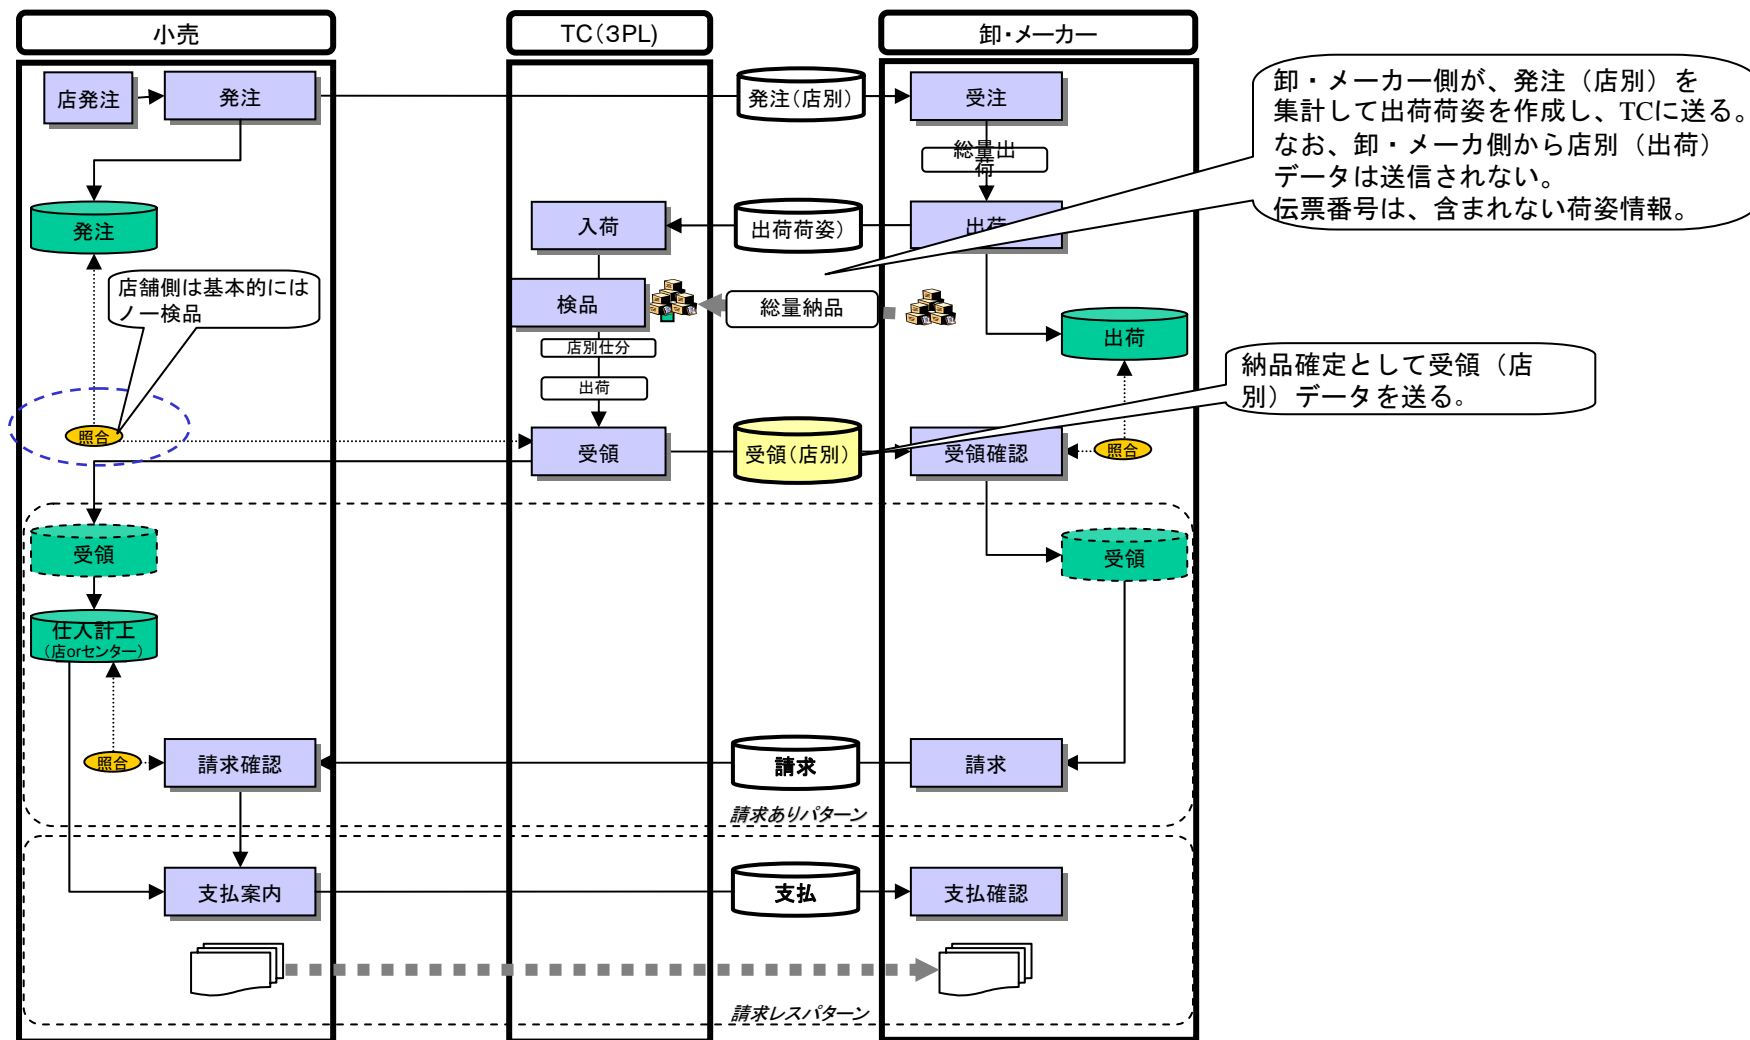 小売
TC(3PL)
卸・メーカー
店発注
発注
発注(店別)
受注
卸・メーカー側が、発注（店別）を
集計して出荷荷姿を作成し、TCに送る。
なお、卸・メーカ側から店別（出荷）
データは送信されない。
伝票番号は、含まれない荷姿情報。
総量出
荷
発注
入荷
出荷荷姿)
出荷
店舗側は基本的には
ノー検品
検品
総量納品
出荷
店別仕分
出荷
納品確定として受領（店
別）データを送る。
照合
受領
受領(店別)
受領確認
照合
受領
受領
仕入計上
(店orセンター)
照合
請求確認
請求
請求
請求ありパターン
支払案内
支払
支払確認
請求レスパターン